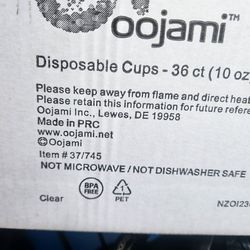 oojami
Disposable Cups - 36 ct (10 oz
Please keep away from flame and direct heat
Please retain this information for future refere
Oojami Inc., Lewes, DE 19958
Made in PRC
www.oojami.net
©Oojami
Item # 37/745
NOT MICROWAVE / NOT DISHWASHER SAFE
BPA FREE
1
PET
Clear
NZOI23